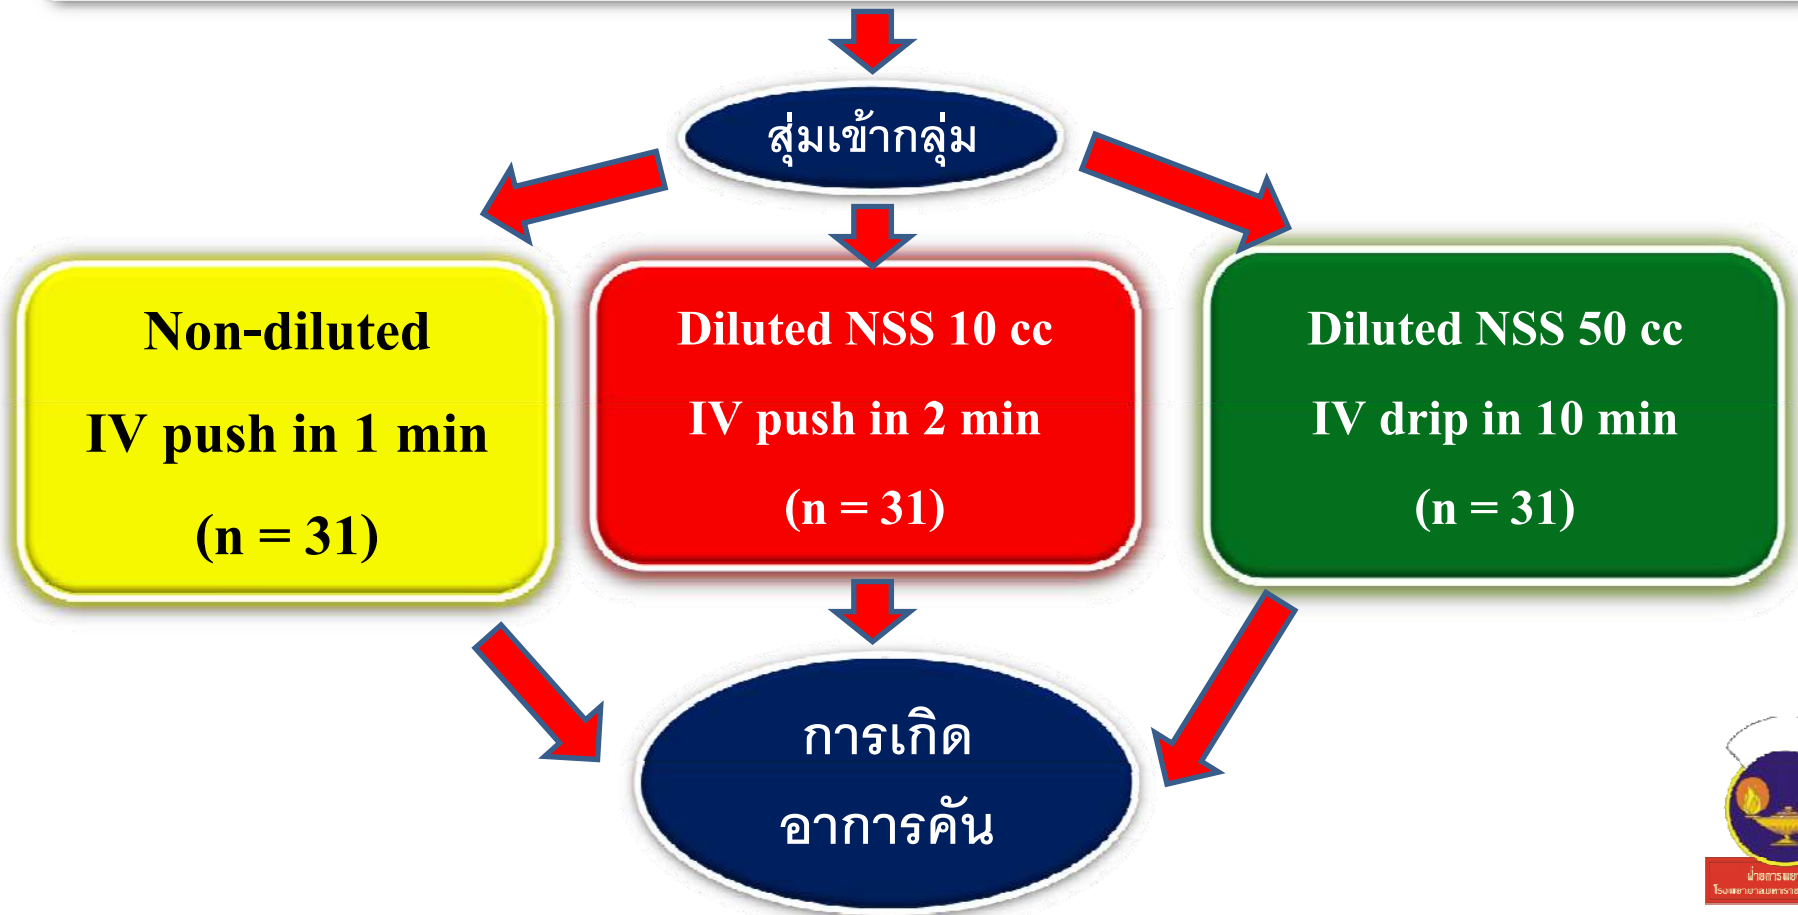 สุ่มเข้ากลุ่ม
Non-diluted
IV push in 1 min
(n = 31)
Diluted NSS 10 cc
IV push in 2 min
(n = 31)
Diluted NSS 50 cc
IV drip in 10 min
(n = 31)
การเกิด
อาการคัน